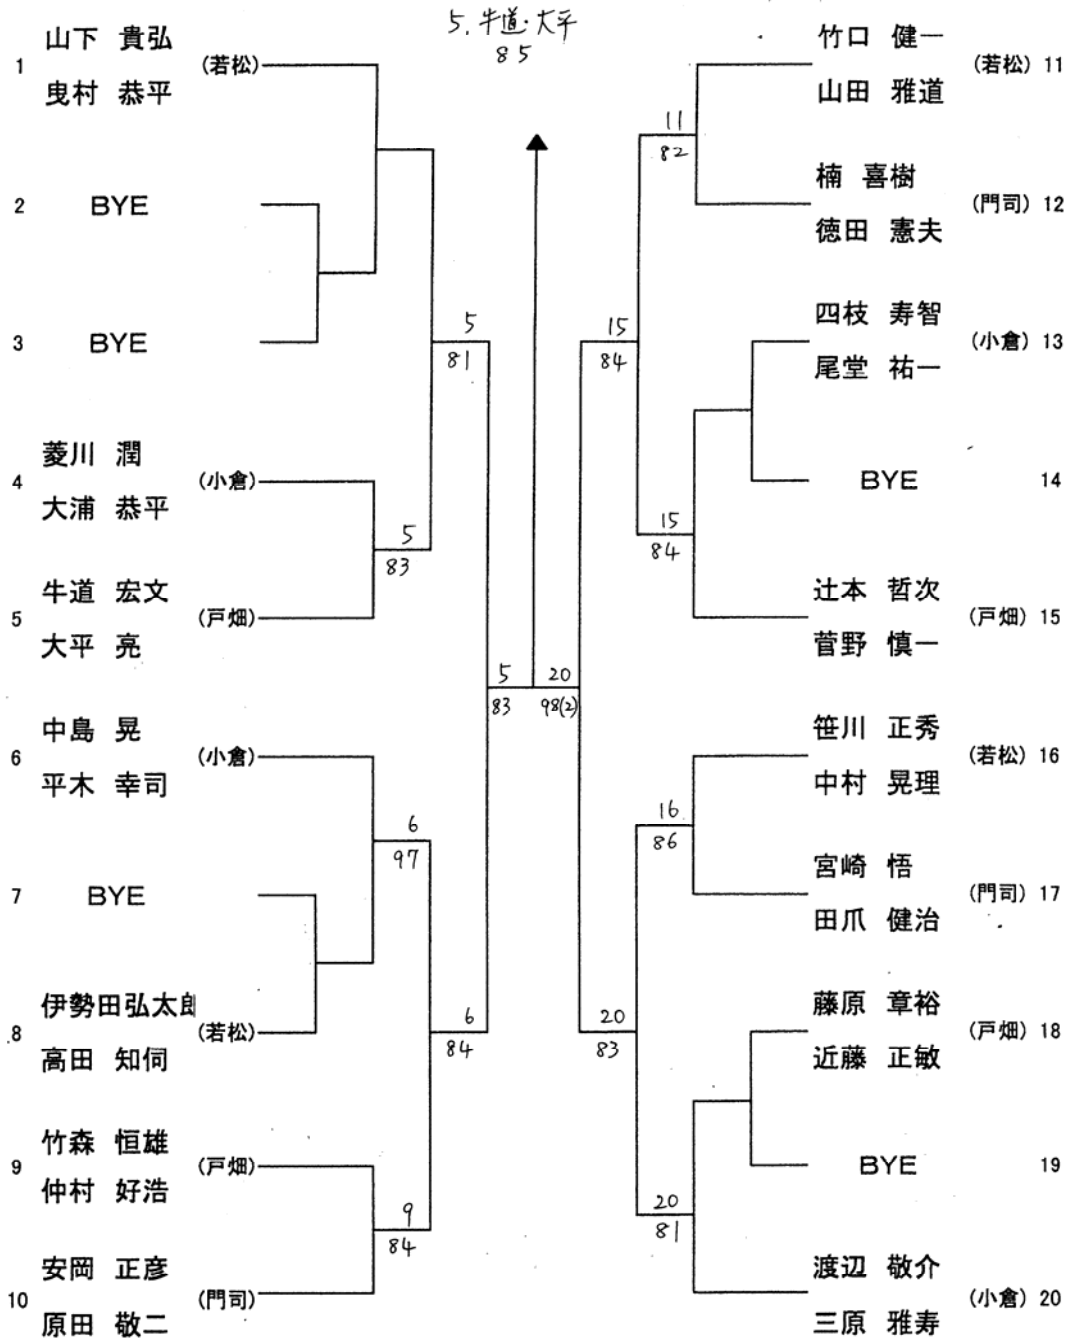 5. 牛道・大平
85
1 山下 貴弘 (若松)
曳村 恭平
2 BYE
3 BYE
5
81
4 菱川 潤 (小倉)
大浦 恭平
5
83
5 牛道 宏文 (戸畑)
大平 亮
5
83
6 中島 晃 (小倉)
平木 幸司
6
97
7 BYE
8 伊勢田弘太郎 (若松)
高田 知伺
6
84
9 竹森 恒雄 (戸畑)
仲村 好浩
9
84
10 安岡 正彦 (門司)
原田 敬二
竹口 健一 (若松) 11
山田 雅道
11
82
楠 喜樹 (門司) 12
徳田 憲夫
15
84
四枝 寿智 (小倉) 13
尾堂 祐一
BYE 14
15
84
辻本 哲次 (戸畑) 15
菅野 慎一
20
98(2)
笹川 正秀 (若松) 16
中村 晃理
16
86
宮崎 悟 (門司) 17
田爪 健治
20
83
藤原 章裕 (戸畑) 18
近藤 正敏
BYE 19
20
81
渡辺 敬介 (小倉) 20
三原 雅寿